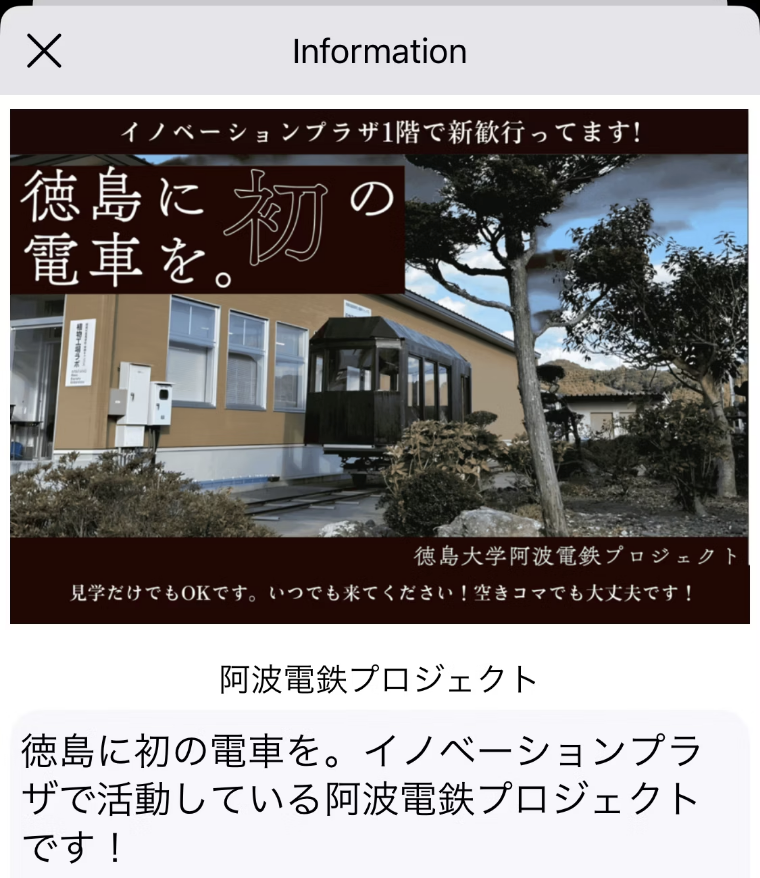 Information
イノベーションプラザ1階で新歓行ってます!
徳島に初の
電車を。
徳島大学阿波電鉄プロジェクト
見学だけでもOKです。いつでも来てください！空きコマでも大丈夫です！
阿波電鉄プロジェクト
徳島に初の電車を。イノベーションプラ
ザで活動している阿波電鉄プロジェクト
です！